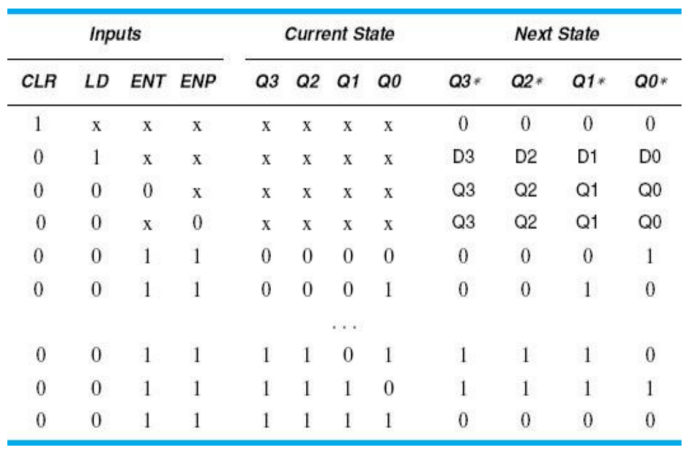 Inputs Current State Next State
CLR LD ENT ENP Q3 Q2 Q1 Q0 Q3* Q2* Q1* Q0*
1 x x x x x x x 0 0 0 0
0 1 x x x x x x D3 D2 D1 D0
0 0 0 x x x x x Q3 Q2 Q1 Q0
0 0 x 0 x x x x Q3 Q2 Q1 Q0
0 0 1 1 0 0 0 0 0 0 0 1
0 0 1 1 0 0 0 1 0 0 1 0
. . .
0 0 1 1 1 1 0 1 1 1 1 0
0 0 1 1 1 1 1 0 1 1 1 1
0 0 1 1 1 1 1 1 0 0 0 0